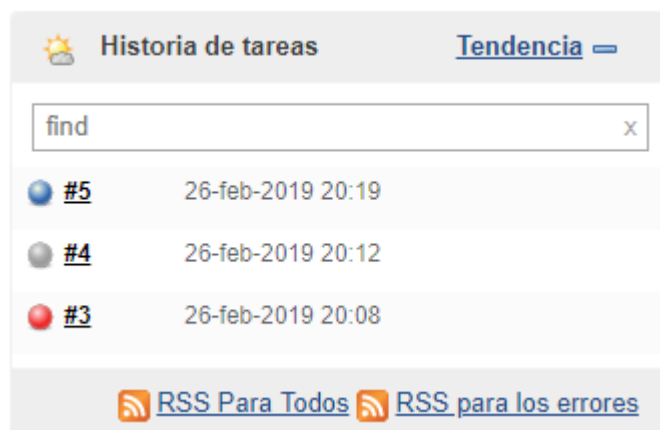 Historia de tareas Tendencia
find x
#5 26-feb-2019 20:19
#4 26-feb-2019 20:12
#3 26-feb-2019 20:08
RSS Para Todos RSS para los errores